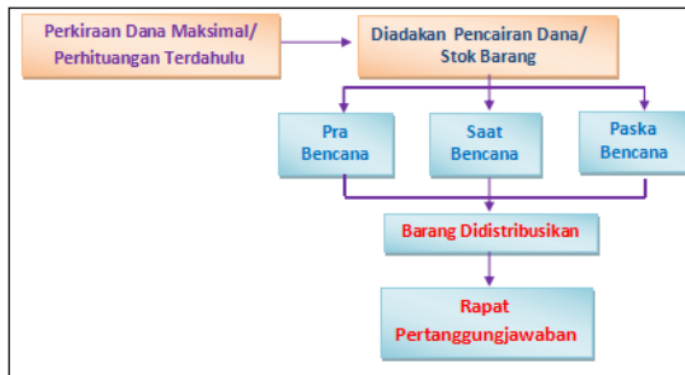 Perkiraan Dana Maksimal/
Perhituangan Terdahulu
Diadakan Pencairan Dana/
Stok Barang
Pra
Bencana
Saat
Bencana
Paska
Bencana
Barang Didistribusikan
Rapat
Pertanggungjawaban